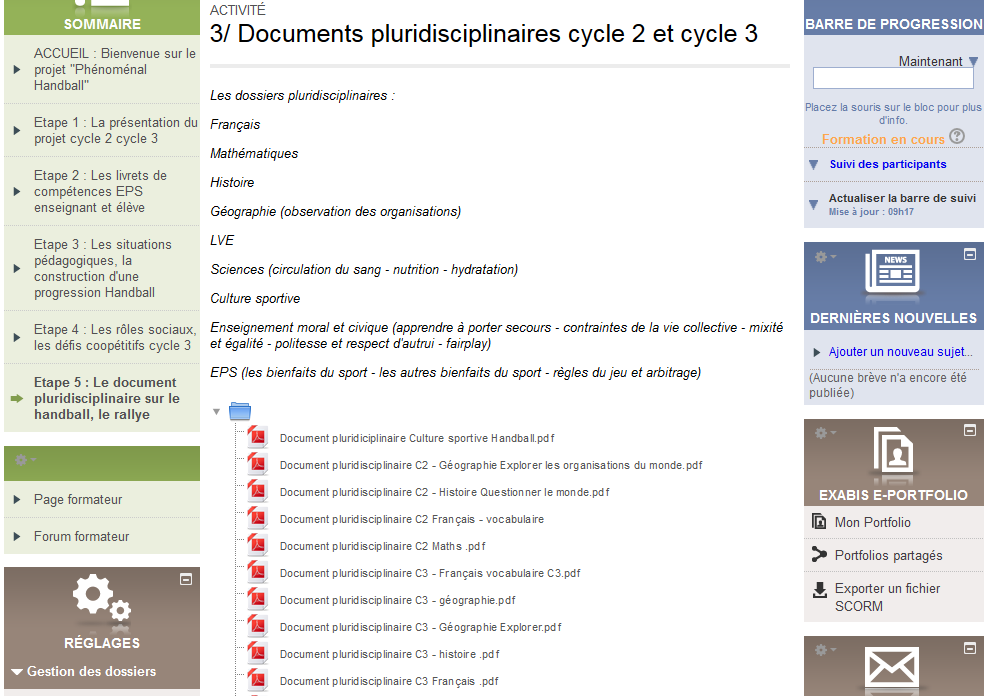 SOMMAIRE
ACCUEIL : Bienvenue sur le
projet "Phénoménal
Handball"
Etape 1 : La présentation du
projet cycle 2 cycle 3
Etape 2 : Les livrets de
compétences EPS
enseignant et élève
Etape 3 : Les situations
pédagogiques, la
construction d'une
progression Handball
Etape 4 : Les rôles sociaux,
les défis coopétitifs cycle 3
Etape 5 : Le document
pluridisciplinaire sur le
handball, le rallye
Page formateur
Forum formateur
RÉGLAGES
Gestion des dossiers
ACTIVITÉ
3/ Documents pluridisciplinaires cycle 2 et cycle 3
Les dossiers pluridisciplinaires :
Français
Mathématiques
Histoire
Géographie (observation des organisations)
LVE
Sciences (circulation du sang - nutrition - hydratation)
Culture sportive
Enseignement moral et civique (apprendre à porter secours - contraintes de la vie collective - mixité
et égalité - politesse et respect d'autrui - fairplay)
EPS (les bienfaits du sport - les autres bienfaits du sport - règles du jeu et arbitrage)
Document pluridiciplinaire Culture sportive Handball.pdf
Document pluridisciplinaire C2 - Géographie Explorer les organisations du monde.pdf
Document pluridisciplinaire C2 - Histoire Questionner le monde.pdf
Document pluridisciplinaire C2 Français - vocabulaire
Document pluridisciplinaire C2 Maths .pdf
Document pluridisciplinaire C3 - Français vocabulaire C3.pdf
Document pluridisciplinaire C3 - géographie.pdf
Document pluridisciplinaire C3 - Géographie Explorer.pdf
Document pluridisciplinaire C3 - histoire .pdf
Document pluridisciplinaire C3 Français .pdf
BARRE DE PROGRESSION
Maintenant
Placez la souris sur le bloc pour plus
d'info.
Formation en cours ?
Suivi des participants
Actualiser la barre de suivi
Mise à jour : 09h17
NEWS
DERNIÈRES NOUVELLES
Ajouter un nouveau sujet...
(Aucune brève n'a encore été
publiée)
EXABIS E-PORTFOLIO
Mon Portfolio
Portfolios partagés
Exporter un fichier
SCORM